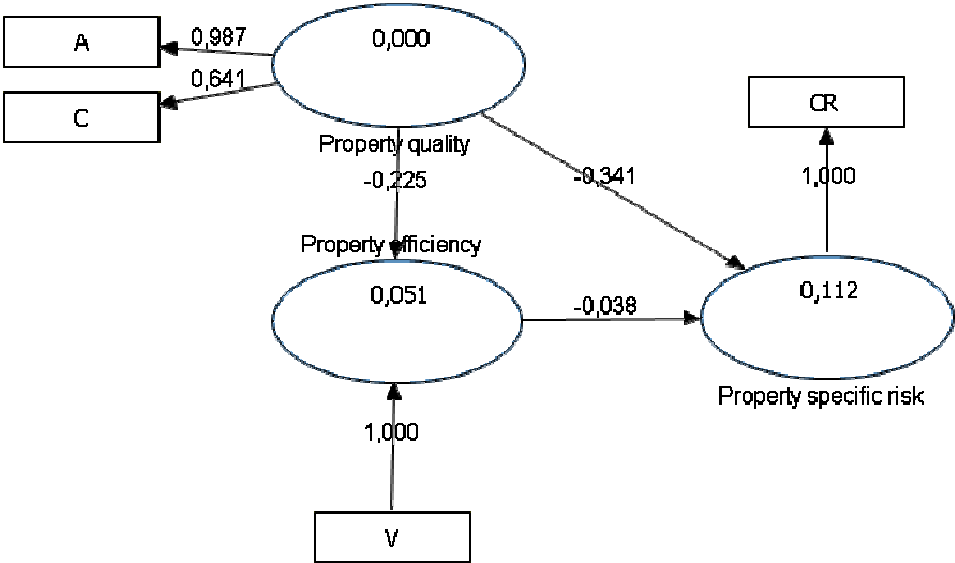 A
0,987
0,000
0,641
C
CR
Property quality
-0,225
-0,341
1,000
Property efficiency
0,051
-0,038
0,112
Property specific risk
1,000
V